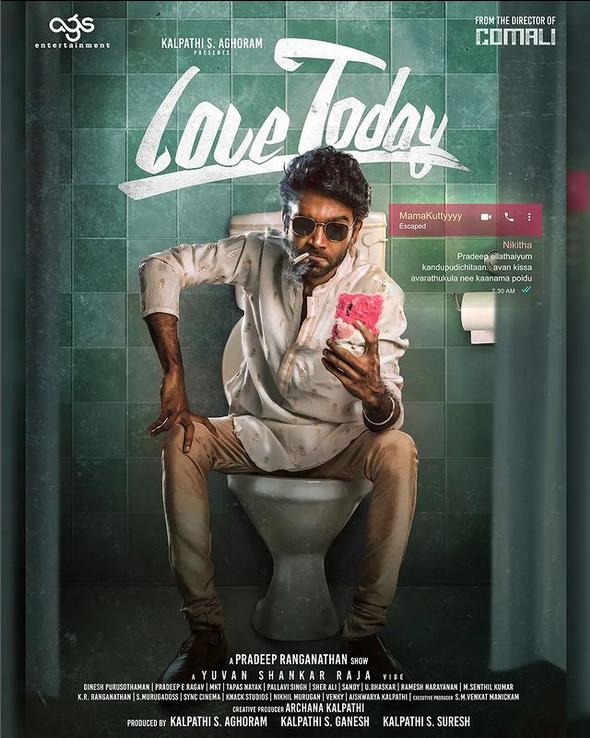 ags
entertainment
KALPATHI S. AGHORAM
PRESENTS
FROM THE DIRECTOR OF
COMALI
Love Today
MamaKuttyyyy
Escaped
Nikitha
Pradeep ellathaiyum
kandupudichitaan.. avan kissa
avarathukula nee kaanama poidu
7.30 AM
A PRADEEP RANGANATHAN SHOW
A YUVAN SHANKAR RAJA VIBE
DINESH PURUSOTHAMAN | PRADEEP E RAGAV | MKT | TAPAS NAYAK | PALLAVI SINGH | SHER ALI | SANDY | U.BHASKAR | RAMESH NARAYANAN | M.SENTHIL KUMAR
K.R. RANGANATHAN | S.MURUGADOSS | SYNC CINEMA | KNACK STUDIOS | NIKHIL MURUGAN | VENKY | AISHWARYA KALPATHI | EXECUTIVE PRODUCER S.M.VENKAT MANICKAM
CREATIVE PRODUCER ARCHANA KALPATHI
PRODUCED BY KALPATHI S. AGHORAM KALPATHI S. GANESH KALPATHI S. SURESH